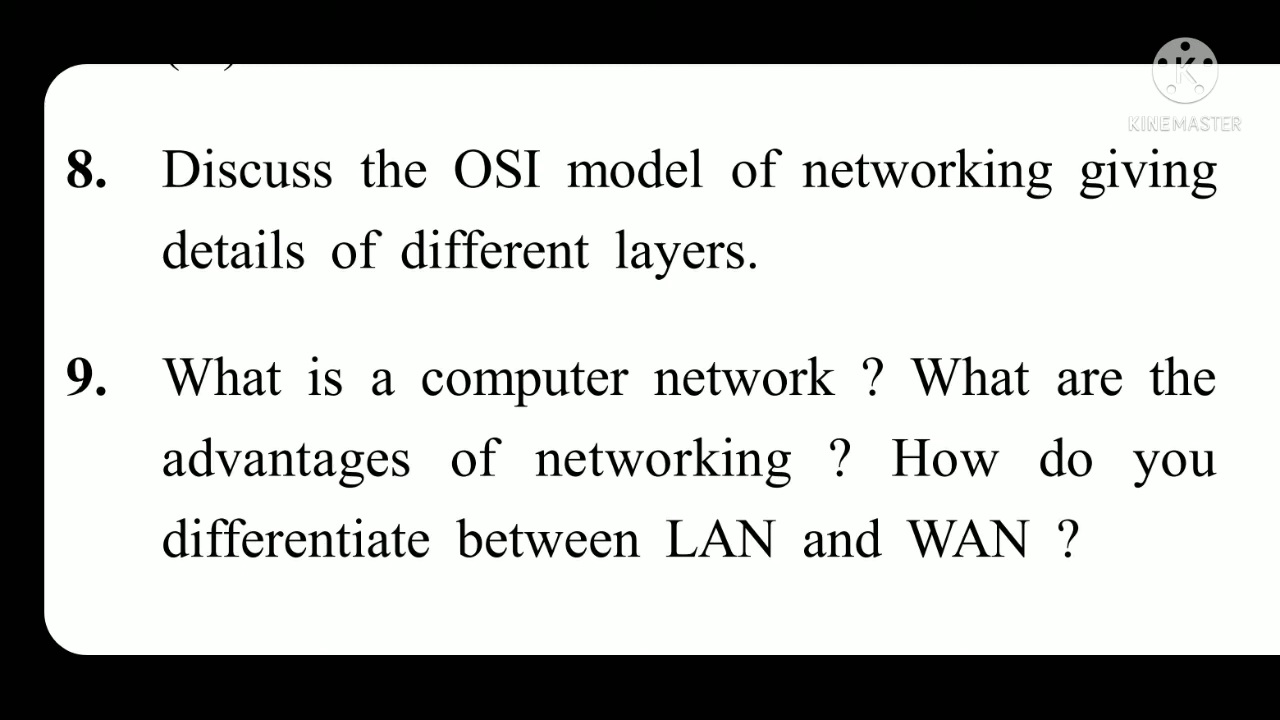 KINEMASTER
8. Discuss the OSI model of networking giving
details of different layers.
9. What is a computer network ? What are the
advantages of networking ? How do you
differentiate between LAN and WAN ?